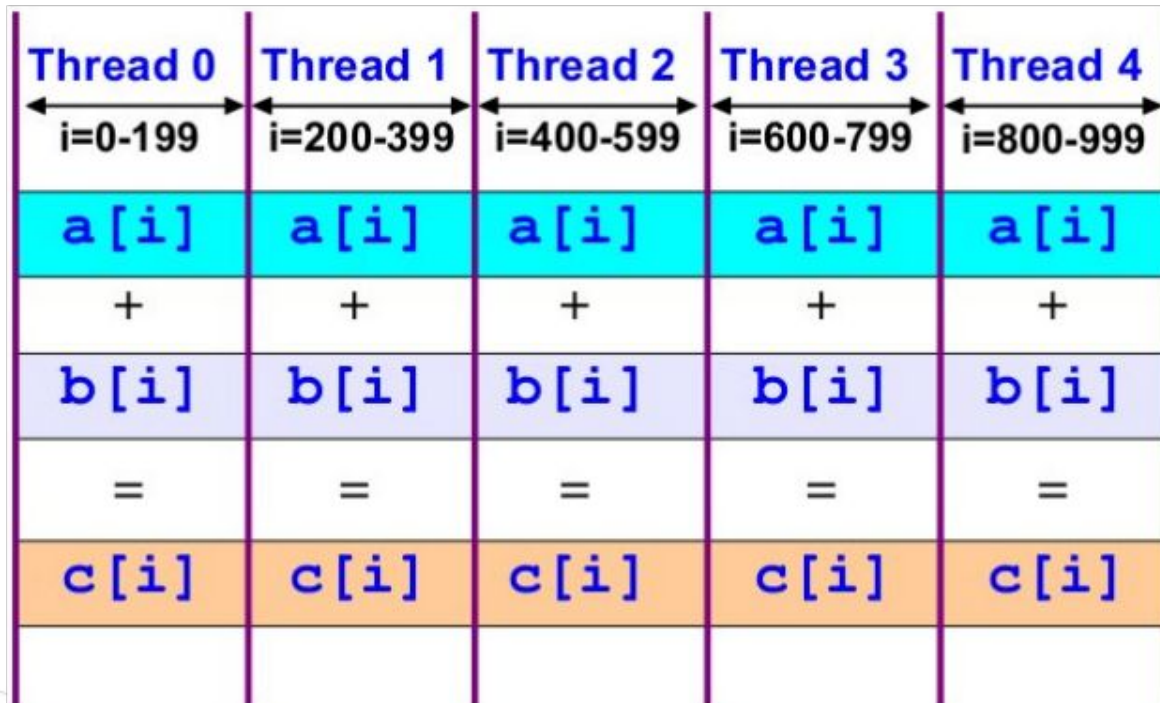 Thread 0 Thread 1 Thread 2 Thread 3 Thread 4
i=0-199 i=200-399 i=400-599 i=600-799 i=800-999
a[i] a[i] a[i] a[i] a[i]
+ + + + +
b[i] b[i] b[i] b[i] b[i]
= = = = =
c[i] c[i] c[i] c[i] c[i]